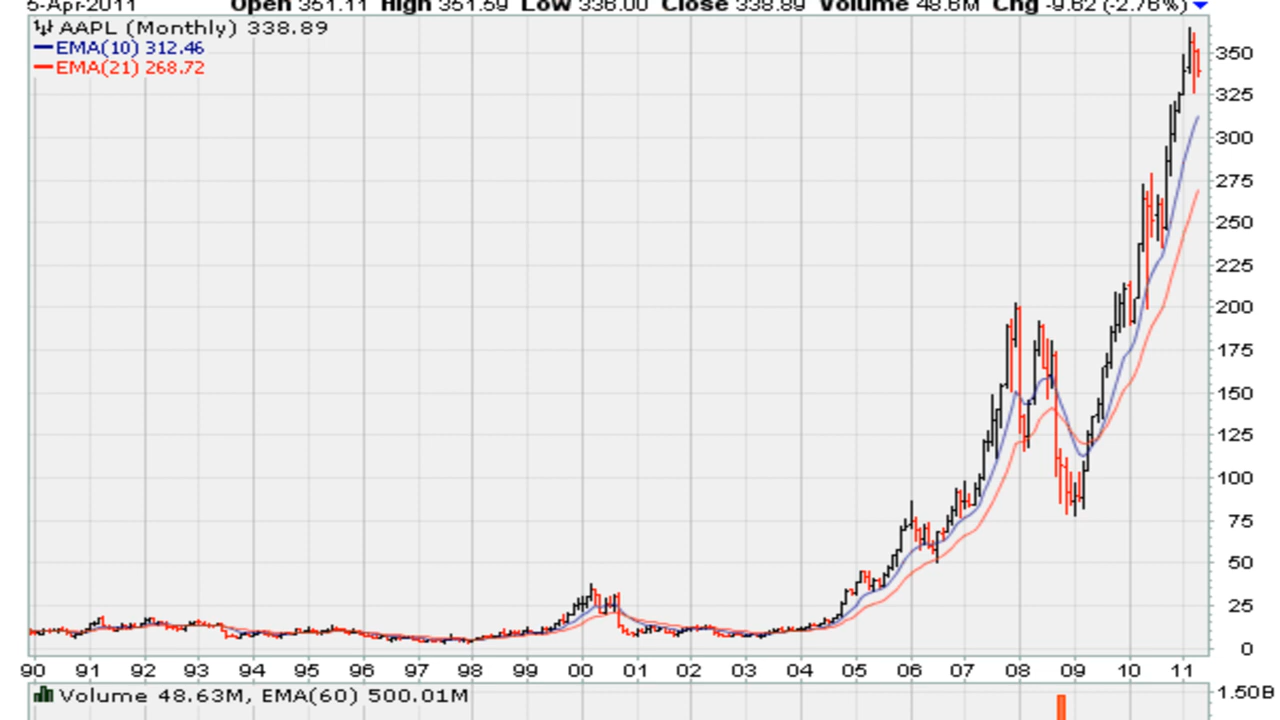 5-Apr-2011 Open 351.11 High 351.59 Low 336.00 Close 338.89 Volume 48.6M Chg -9.62 (-2.76%)
AAPL (Monthly) 338.89
EMA(10) 312.46
EMA(21) 268.72
350
325
300
275
250
225
200
175
150
125
100
75
50
25
0
90 91 92 93 94 95 96 97 98 99 00 01 02 03 04 05 06 07 08 09 10 11
Volume 48.63M, EMA(60) 500.01M
1.50B